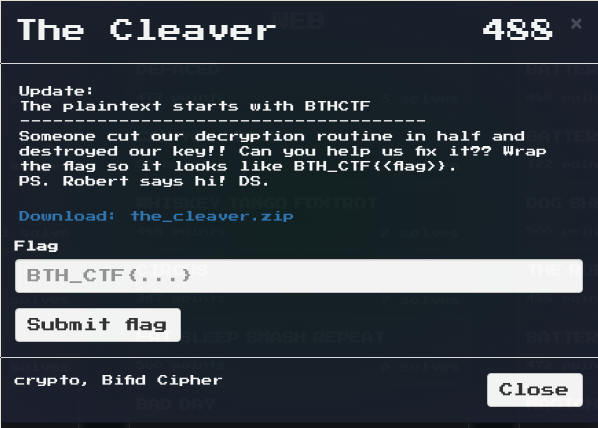 The Cleaver
488 ×
Update:
The plaintext starts with BTHCTF
-------------------------------------
Someone cut our decryption routine in half and
destroyed our key!! Can you help us fix it?? Wrap
the flag so it looks like BTH_CTF{<flag>}.
PS. Robert says hi! DS.
Download: the_cleaver.zip
Flag
BTH_CTF{...}
Submit flag
crypto, Bifid Cipher
Close